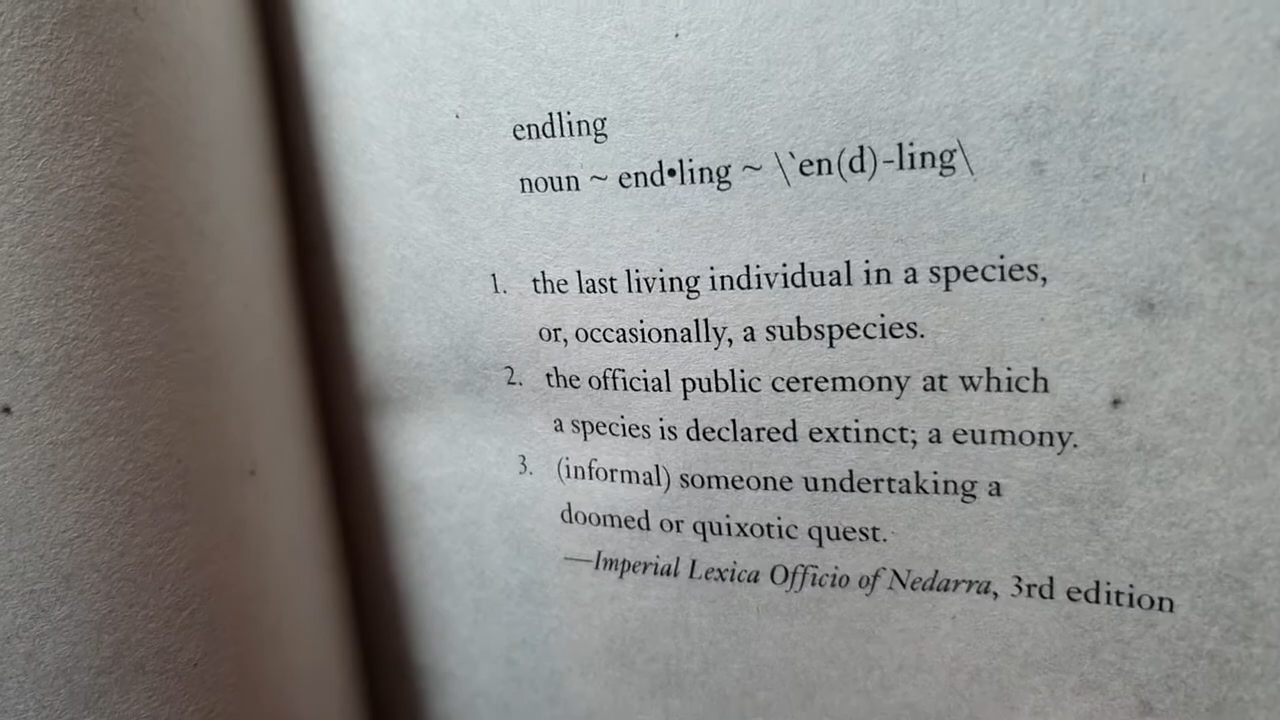 endling
noun ~ end•ling ~ \ˋen(d)-ling\
1. the last living individual in a species,
or, occasionally, a subspecies.
2. the official public ceremony at which
a species is declared extinct; a eumony.
3. (informal) someone undertaking a
doomed or quixotic quest.
—Imperial Lexica Officio of Nedarra, 3rd edition